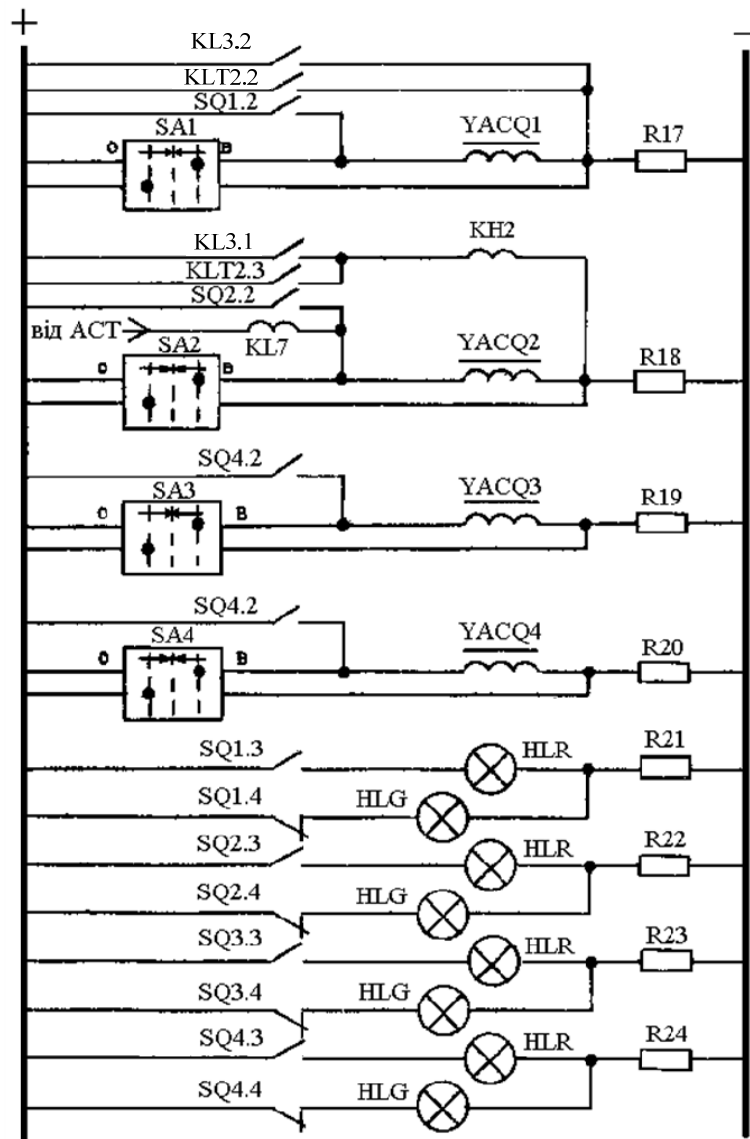 + −
KL3.2
KLT2.2
SQ1.2
SA1
YACQ1
R17
О В
KL3.1
KH2
KLT2.3
SQ2.2
від АСТ
KL7
SA2
YACQ2
R18
О В
SQ4.2
SA3
YACQ3
R19
О В
SQ4.2
SA4
YACQ4
R20
О В
SQ1.3
HLR
R21
SQ1.4
HLG
SQ2.3
HLR
R22
SQ2.4
HLG
SQ3.3
HLR
R23
SQ3.4
HLG
SQ4.3
HLR
R24
SQ4.4
HLG